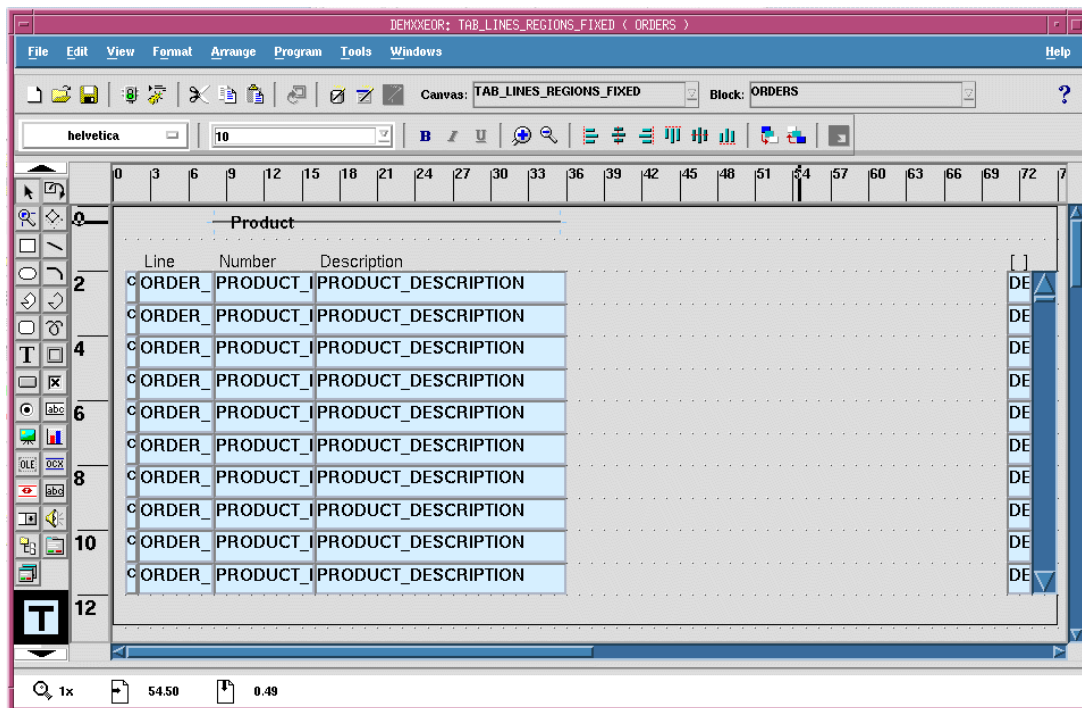 DEMXXEOR: TAB_LINES_REGIONS_FIXED ( ORDERS )
File Edit View Format Arrange Program Tools Windows Help
Canvas: TAB_LINES_REGIONS_FIXED Block: ORDERS ?
helvetica 10 B I U
0 3 6 9 12 15 18 21 24 27 30 33 36 39 42 45 48 51 54 57 60 63 66 69 72 7
0 Product
Line Number Description [ ]
2 C ORDER_ PRODUCT_I PRODUCT_DESCRIPTION DE
C ORDER_ PRODUCT_I PRODUCT_DESCRIPTION DE
4 C ORDER_ PRODUCT_I PRODUCT_DESCRIPTION DE
C ORDER_ PRODUCT_I PRODUCT_DESCRIPTION DE
6 C ORDER_ PRODUCT_I PRODUCT_DESCRIPTION DE
C ORDER_ PRODUCT_I PRODUCT_DESCRIPTION DE
8 C ORDER_ PRODUCT_I PRODUCT_DESCRIPTION DE
C ORDER_ PRODUCT_I PRODUCT_DESCRIPTION DE
10 C ORDER_ PRODUCT_I PRODUCT_DESCRIPTION DE
C ORDER_ PRODUCT_I PRODUCT_DESCRIPTION DE
12
T
abc
OLE OCX
abc
T
1x 54.50 0.49